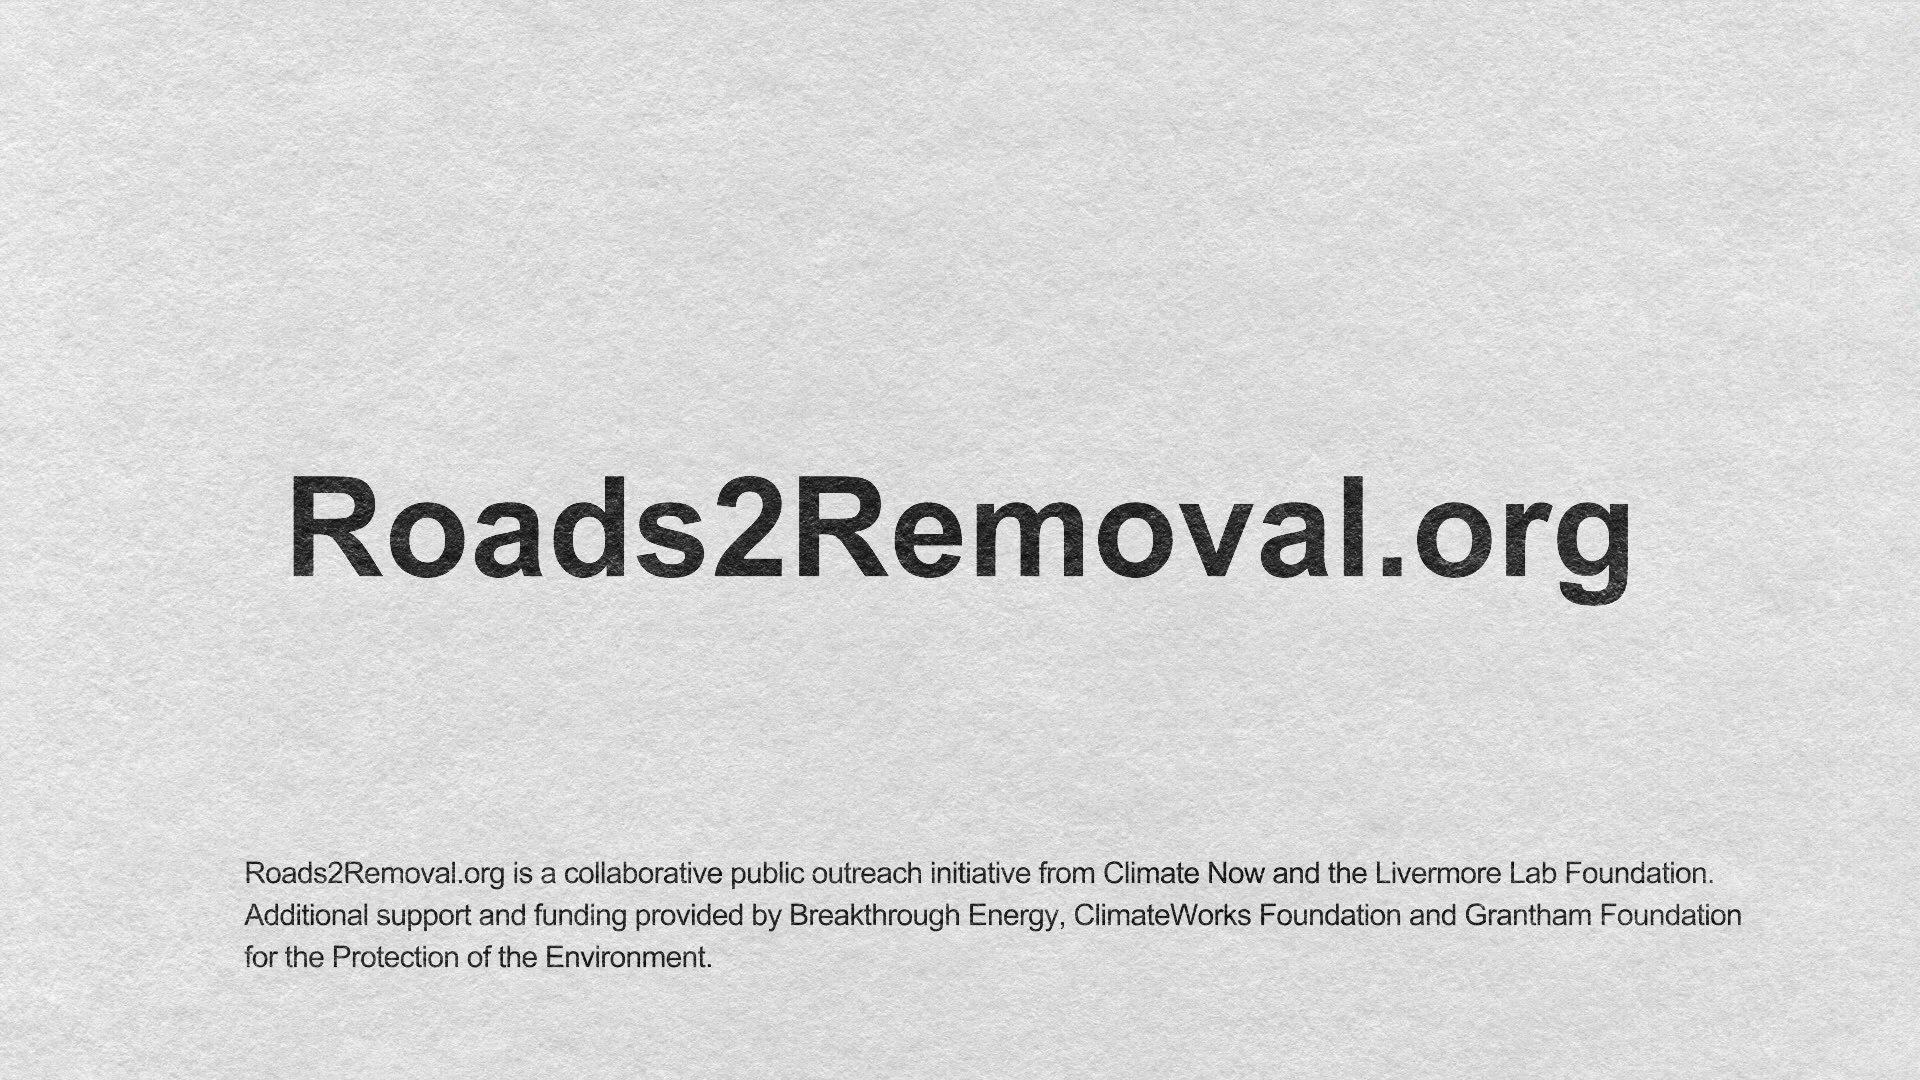 Roads2Removal.org
Roads2Removal.org is a collaborative public outreach initiative from Climate Now and the Livermore Lab Foundation.
Additional support and funding provided by Breakthrough Energy, ClimateWorks Foundation and Grantham Foundation
for the Protection of the Environment.